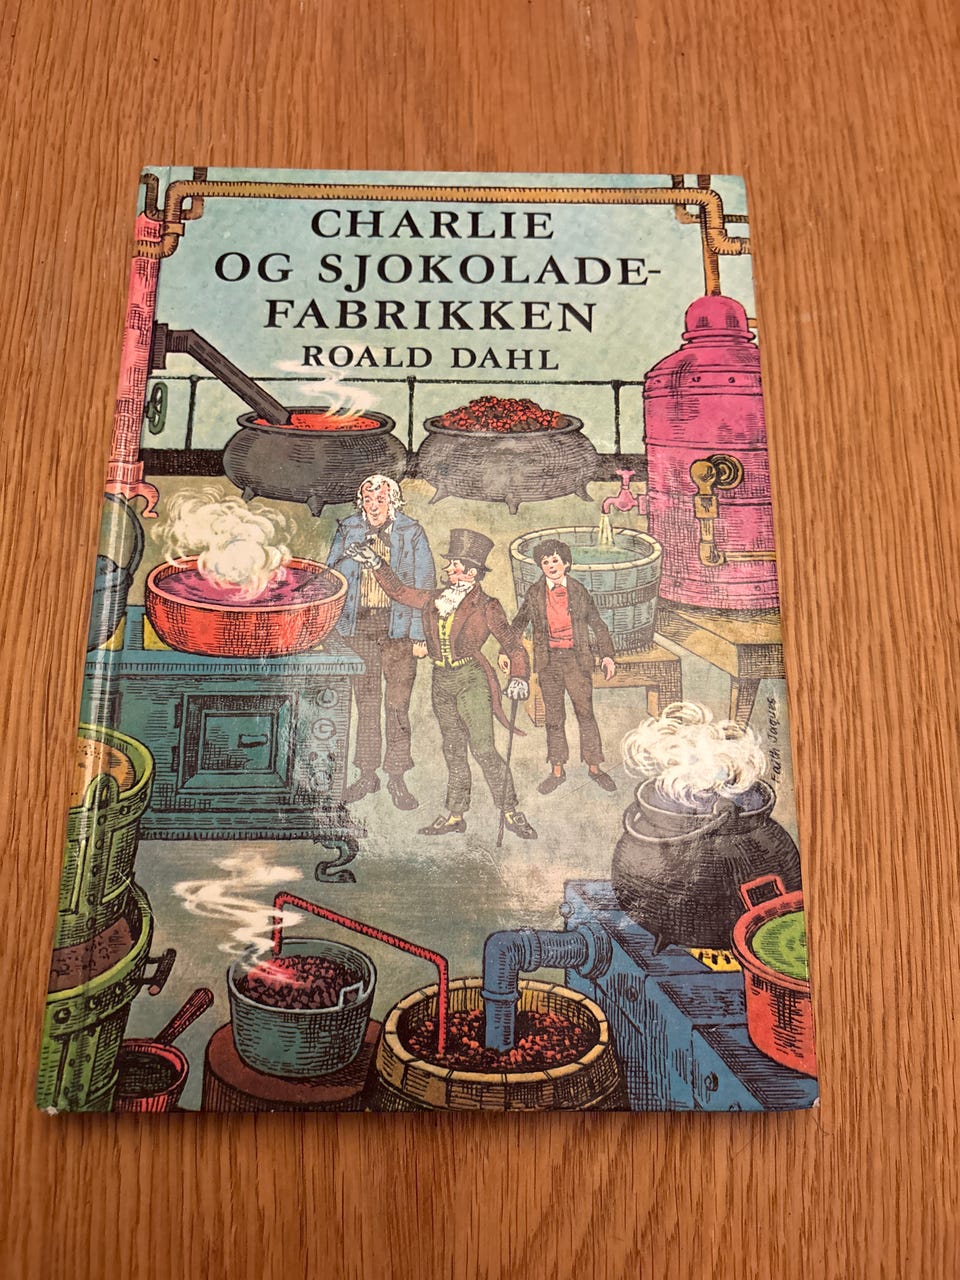 CHARLIE
OG SJOKOLADE-
FABRIKKEN
ROALD DAHL
Faith Jaques